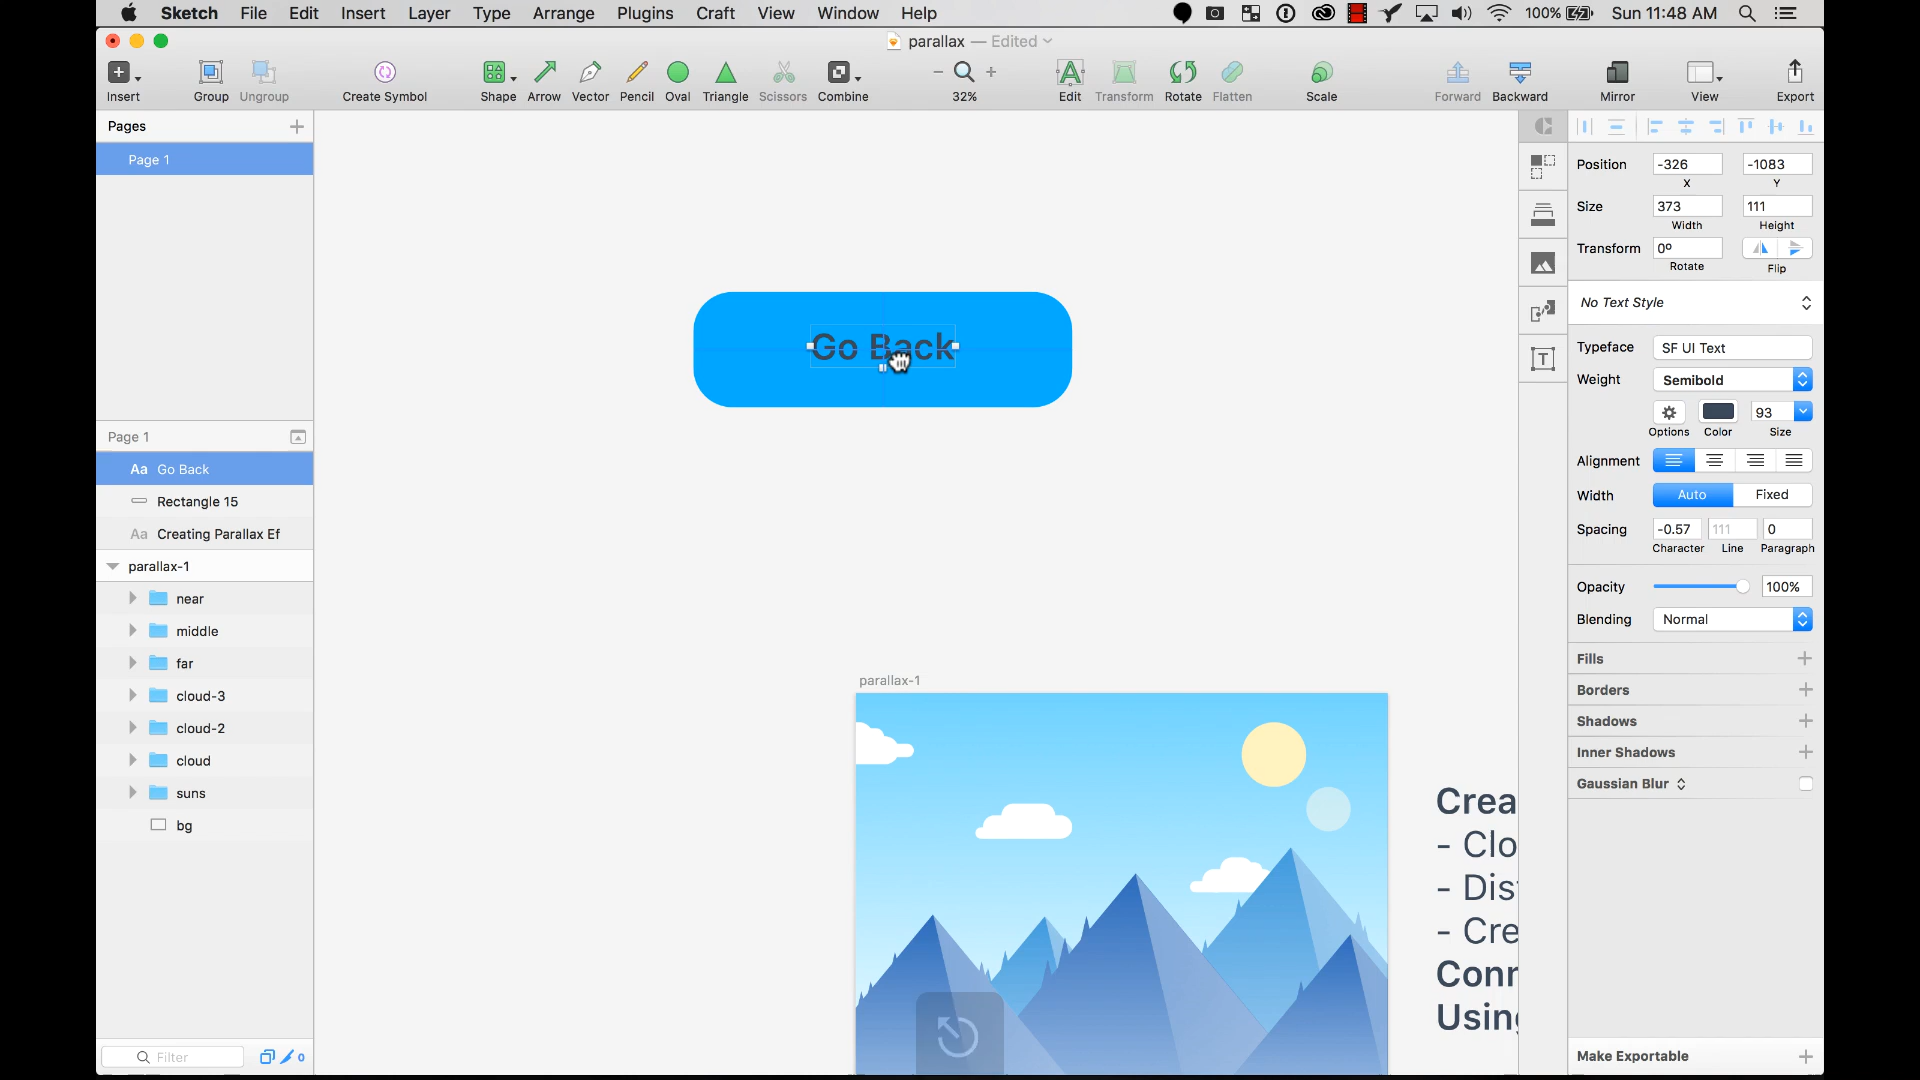 Sketch File Edit Insert Layer Type Arrange Plugins Craft View Window Help 100% Sun 11:48 AM
parallax — Edited
Insert Group Ungroup Create Symbol Shape Arrow Vector Pencil Oval Triangle Scissors Combine 32% Edit Transform Rotate Flatten Scale Forward Backward Mirror View Export
Pages
Page 1
Page 1
Aa Go Back
Rectangle 15
Aa Creating Parallax Ef
parallax-1
near
middle
far
cloud-3
cloud-2
cloud
suns
bg
Filter
0
Go Back
parallax-1
Crea
- Clo
- Dis
- Cre
Conn
Using
Position -326 -1083
X Y
Size 373 111
Width Height
Transform 0º
Rotate Flip
No Text Style
Typeface SF UI Text
Weight Semibold
93
Options Color Size
Alignment
Width Auto Fixed
Spacing -0.57 111 0
Character Line Paragraph
Opacity 100%
Blending Normal
Fills
Borders
Shadows
Inner Shadows
Gaussian Blur
Make Exportable